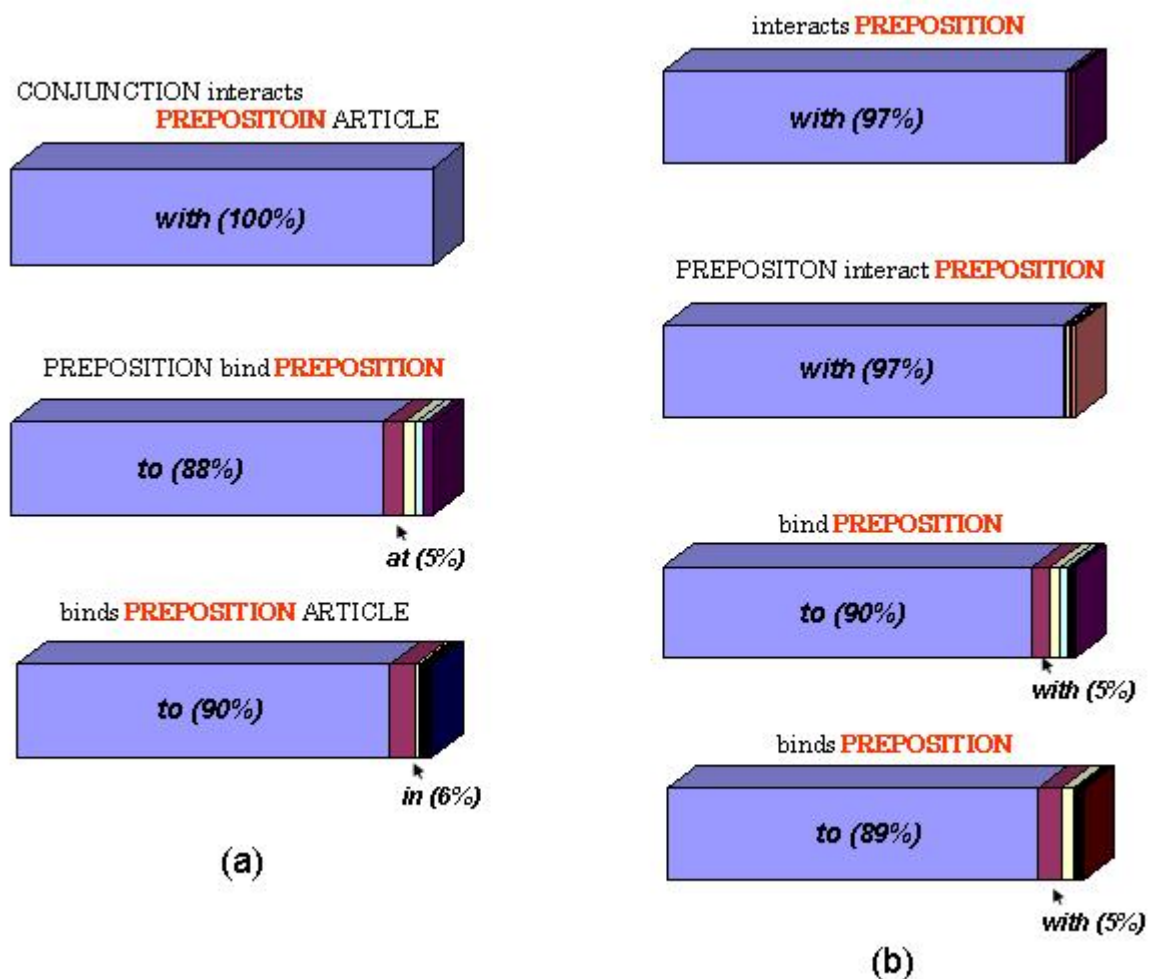 CONJUNCTION interacts
PREPOSITOIN ARTICLE
with (100%)
PREPOSITION bind PREPOSITION
to (88%)
at (5%)
binds PREPOSITION ARTICLE
to (90%)
in (6%)
(a)
interacts PREPOSITION
with (97%)
PREPOSITON interact PREPOSITION
with (97%)
bind PREPOSITION
to (90%)
with (5%)
binds PREPOSITION
to (89%)
with (5%)
(b)